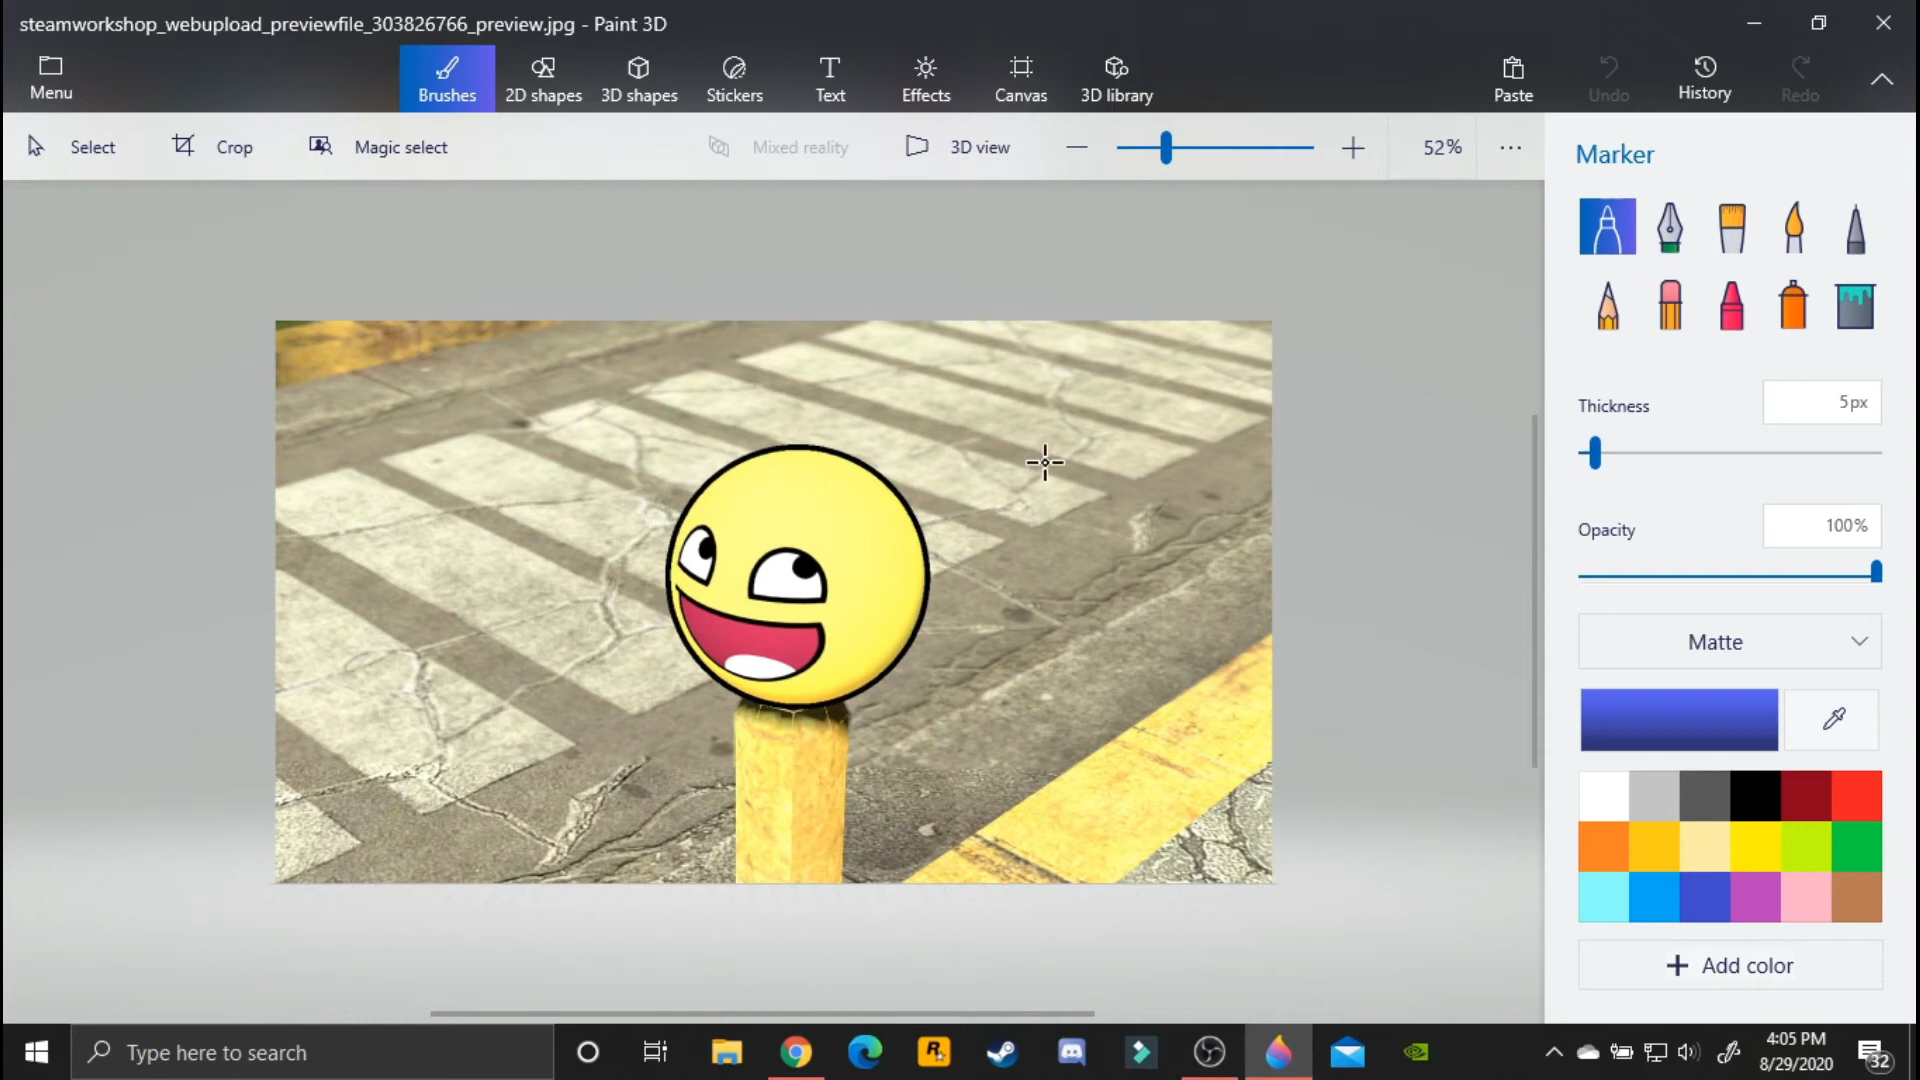 steamworkshop_webupload_previewfile_303826766_preview.jpg - Paint 3D
Menu
Brushes
2D shapes
3D shapes
Stickers
Text
Effects
Canvas
3D library
Paste
Undo
History
Redo
Select
Crop
Magic select
Mixed reality
3D view
52%
Marker
Thickness
5px
Opacity
100%
Matte
Add color
Type here to search
4:05 PM
8/29/2020
32